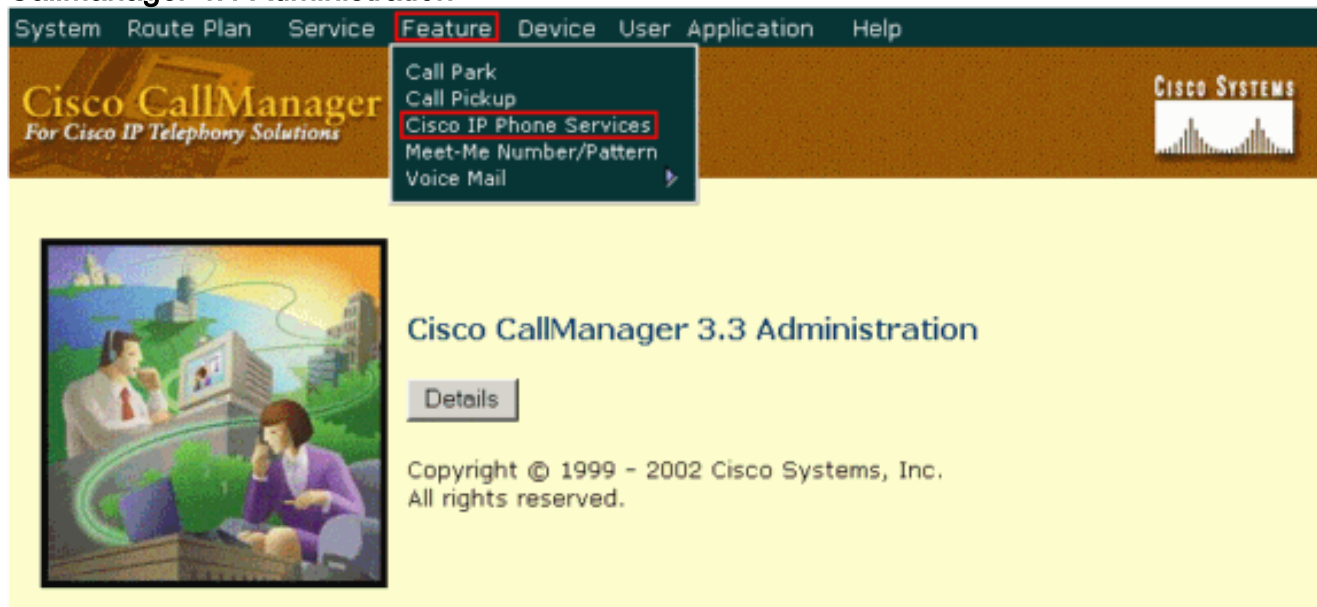 System Route Plan Service Feature Device User Application Help
Call Park
Call Pickup
Cisco IP Phone Services
Meet-Me Number/Pattern
Voice Mail
Cisco CallManager
For Cisco IP Telephony Solutions
CISCO SYSTEMS
Cisco CallManager 3.3 Administration
Details
Copyright © 1999 - 2002 Cisco Systems, Inc.
All rights reserved.